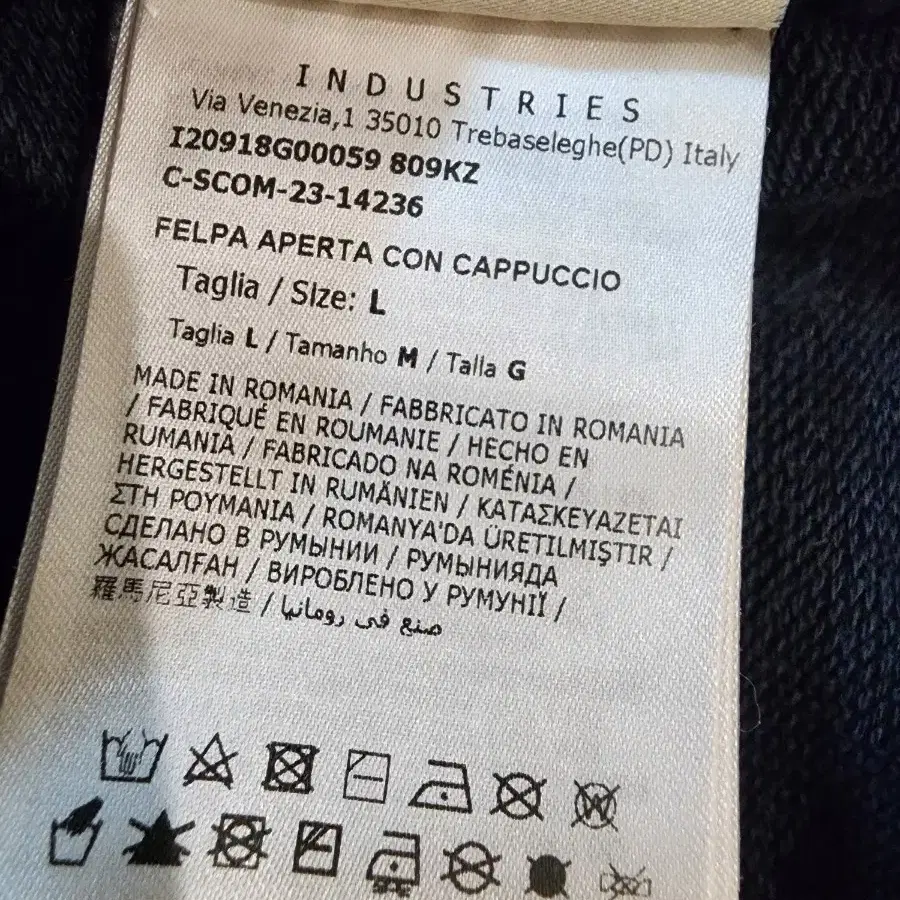 INDUSTRIES
Via Venezia,1 35010 Trebaseleghe(PD) Italy
I20918G00059 809KZ
C-SCOM-23-14236
FELPA APERTA CON CAPPUCCIO
Taglia / Size: L
Taglia L / Tamanho M / Talla G
MADE IN ROMANIA / FABBRICATO IN ROMANIA
/ FABRIQUÉ EN ROUMANIE / HECHO EN
RUMANIA / FABRICADO NA ROMÉNIA /
HERGESTELLT IN RUMÄNIEN / ΚΑΤΑΣΚΕΥΑΖΕΤΑΙ
ΣΤΗ ΡΟΥΜΑΝΙΑ / ROMANYA'DA ÜRETILMIŞTIR /
СДЕЛАНО В РУМЫНИИ / РУМЫНИЯДА
ЖАСАЛҒАН / ВИРОБЛЕНО У РУМУНІЇ /
羅馬尼亞製造 / صنع في رومانيا
W